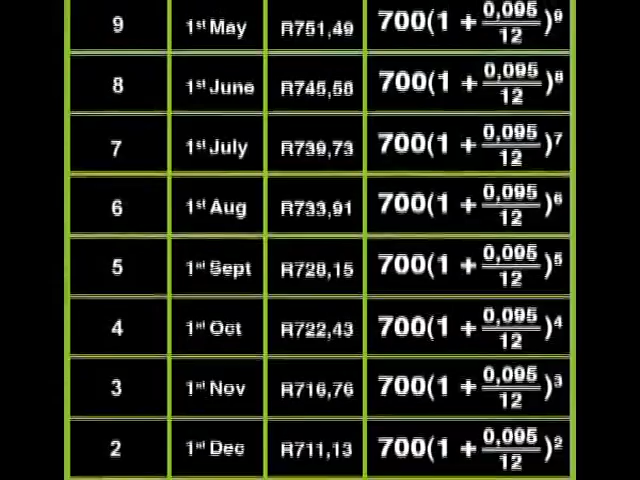 9 1st May R751,49 700(1 + 0,095/12)^9
8 1st June R745,58 700(1 + 0,095/12)^8
7 1st July R739,73 700(1 + 0,095/12)^7
6 1st Aug R733,91 700(1 + 0,095/12)^6
5 1st Sept R728,15 700(1 + 0,095/12)^5
4 1st Oct R722,43 700(1 + 0,095/12)^4
3 1st Nov R716,76 700(1 + 0,095/12)^3
2 1st Dec R711,13 700(1 + 0,095/12)^2